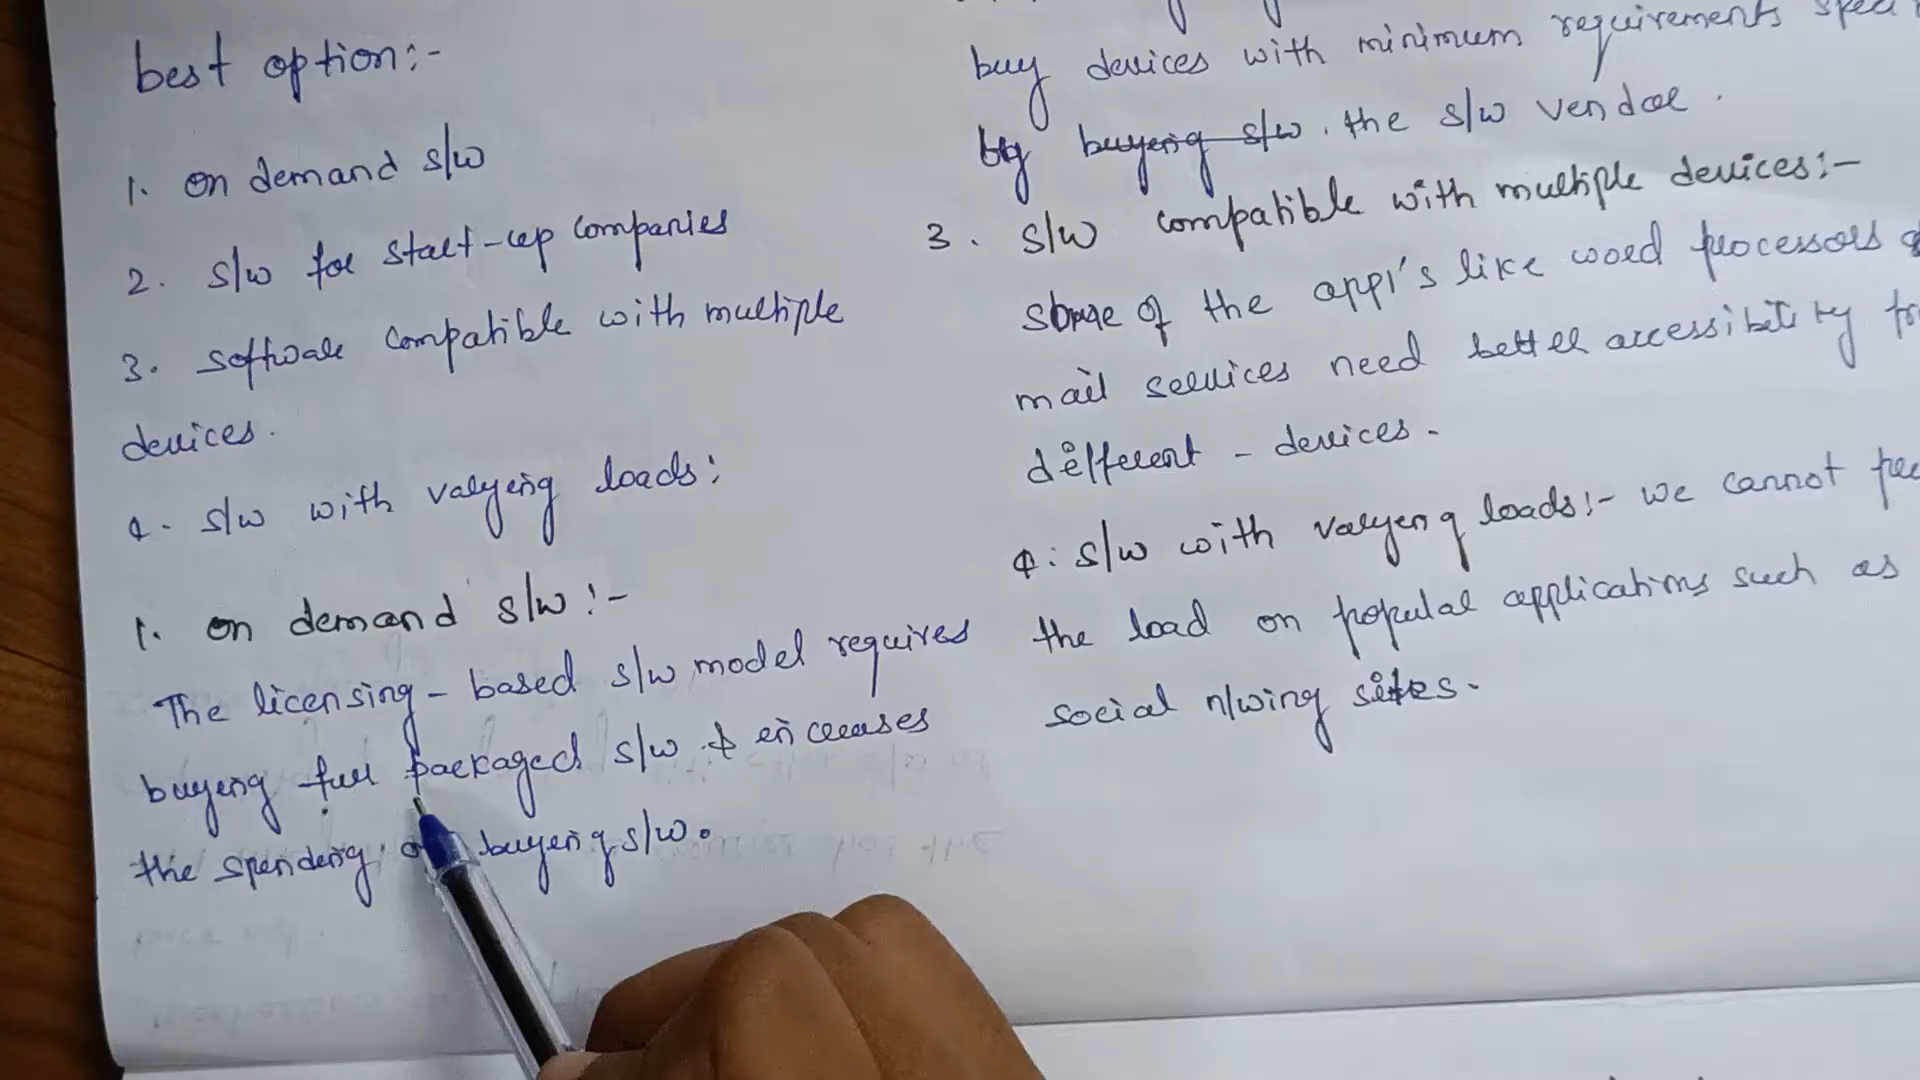 best option:-
1. on demand s/w
2. s/w for start-up companies
3. software compatible with multiple
devices.
4. s/w with varying loads:
1. on demand s/w :-
The licensing - based s/w model requires
buying full packaged s/w & increases
the spending buying s/w.
buy devices with minimum requirements
by buying s/w. the s/w vendor.
3. s/w compatible with multiple devices:-
of the appl's like word processors
mail services need better accessibility
different - devices.
4. s/w with varying loads:- we cannot
the load on popular applications such as
social n/wing sites.